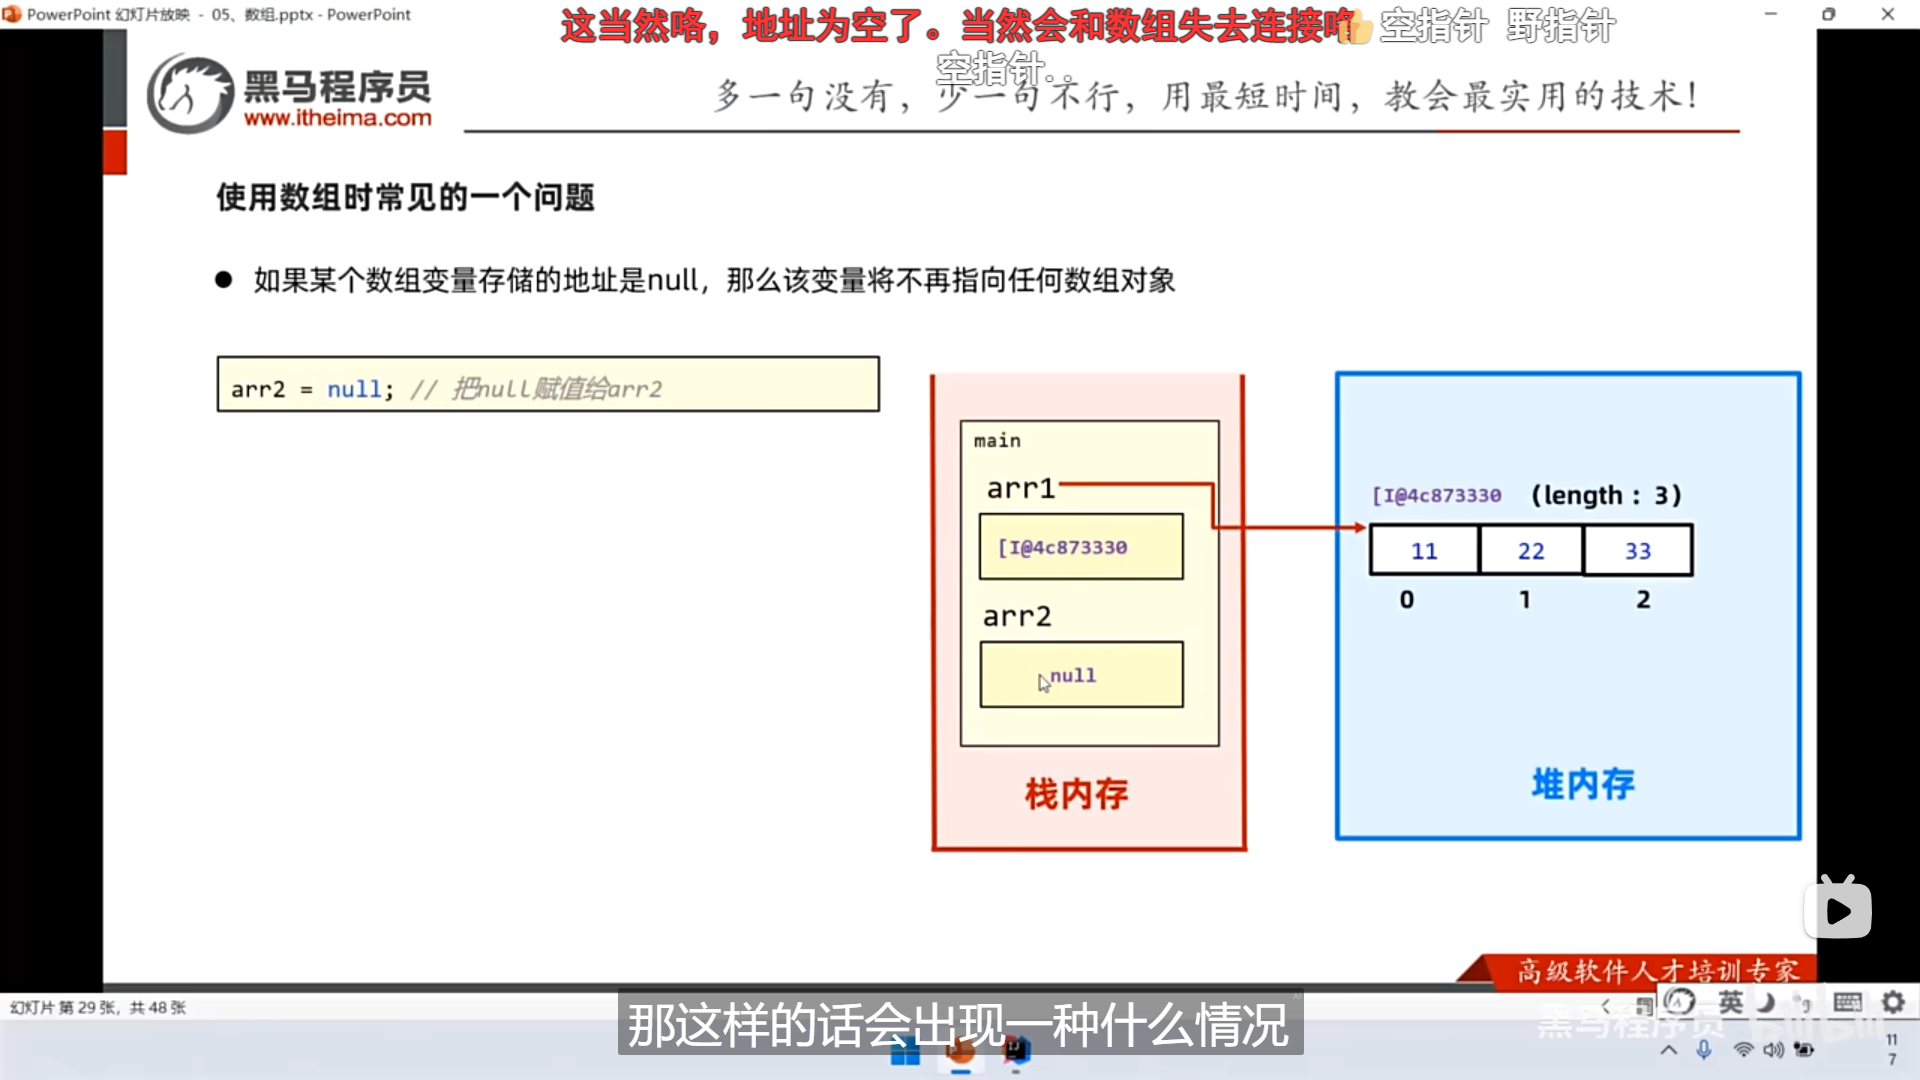 PowerPoint 幻灯片放映 - 05、数组.pptx - PowerPoint
这当然咯，地址为空了。当然会和数组失去连接咯
空指针 野指针
空指针..
黑马程序员
www.itheima.com
多一句没有，少一句不行，用最短时间，教会最实用的技术！
使用数组时常见的一个问题
● 如果某个数组变量存储的地址是null，那么该变量将不再指向任何数组对象
arr2 = null; // 把null赋值给arr2
main
arr1
[I@4c873330
arr2
null
栈内存
[I@4c873330 （length：3）
11 22 33
0 1 2
堆内存
高级软件人才培训专家
幻灯片 第 29 张，共 48 张
那这样的话会出现一种什么情况
英
黑马程序员
11
7